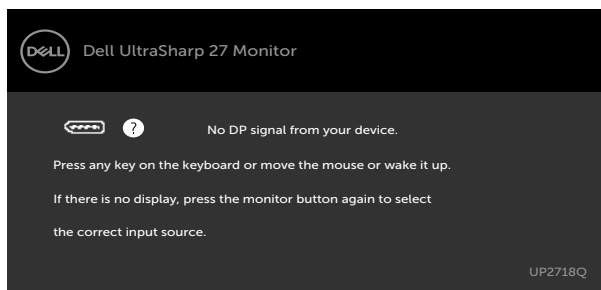 DELL
Dell UltraSharp 27 Monitor
? No DP signal from your device.
Press any key on the keyboard or move the mouse or wake it up.
If there is no display, press the monitor button again to select
the correct input source.
UP2718Q